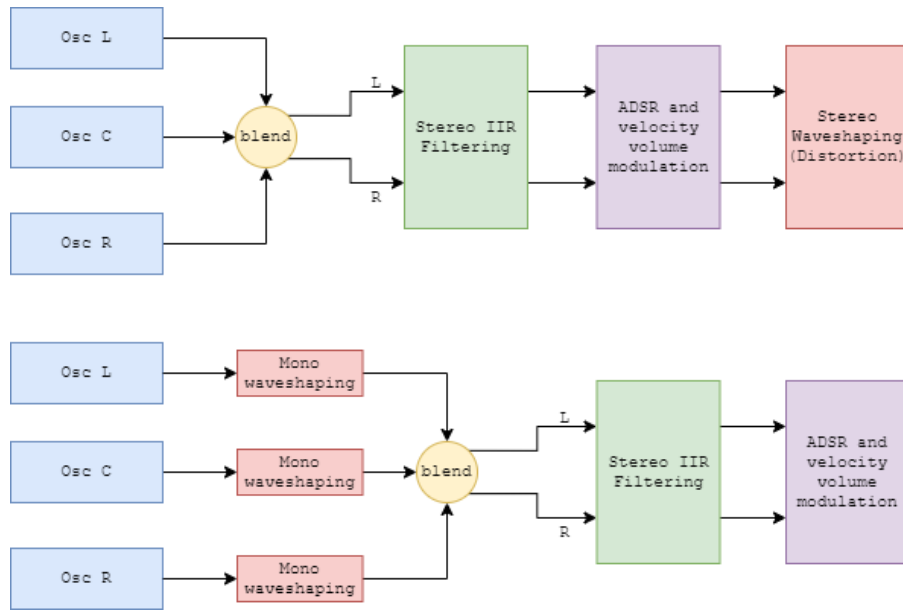 Osc L
Osc C
Osc R
blend
L
R
Stereo IIR
Filtering
ADSR and
velocity
volume
modulation
Stereo
Waveshaping
(Distortion)
Osc L
Osc C
Osc R
Mono
waveshaping
Mono
waveshaping
Mono
waveshaping
blend
L
R
Stereo IIR
Filtering
ADSR and
velocity
volume
modulation